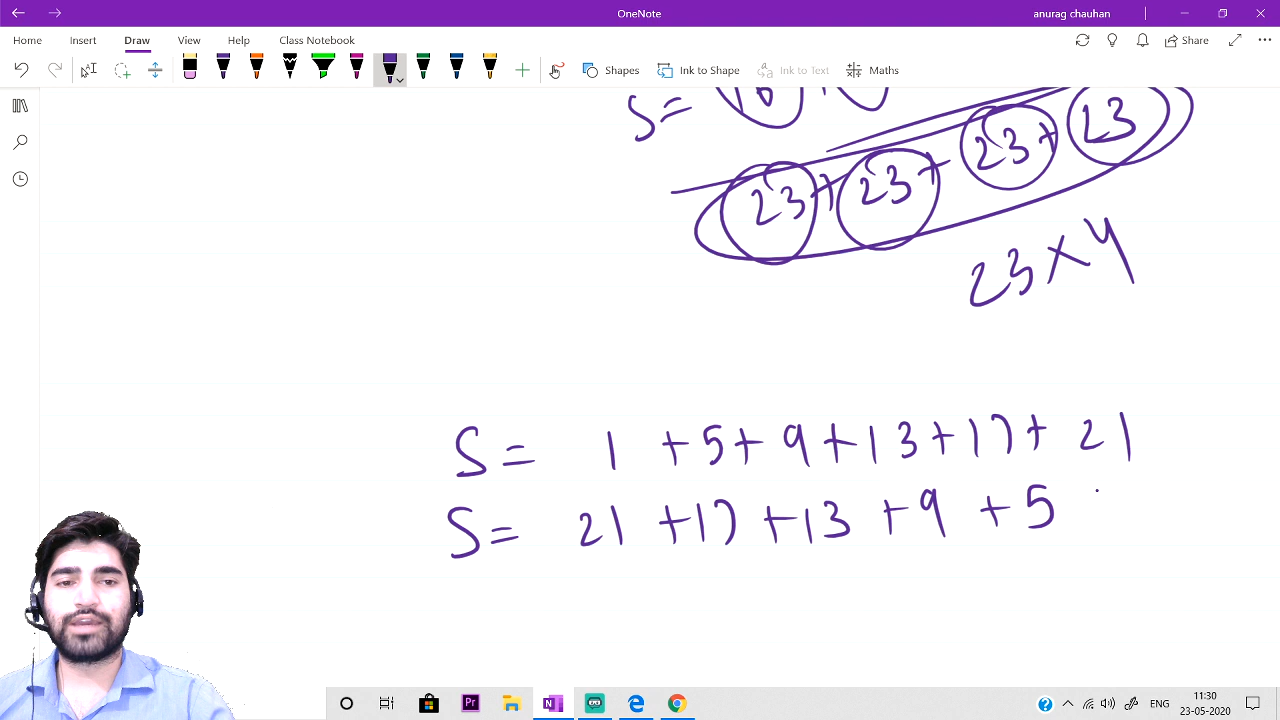 OneNote
anurag chauhan
Home Insert Draw View Help Class Notebook
Share
Shapes Ink to Shape Ink to Text Maths
S=
23+23+23+23
23×4
S= 1 +5+9+13+17+ 21
S= 21 +17 +13 +9 +5
Pr
N
ENG
11:30
23-05-2020